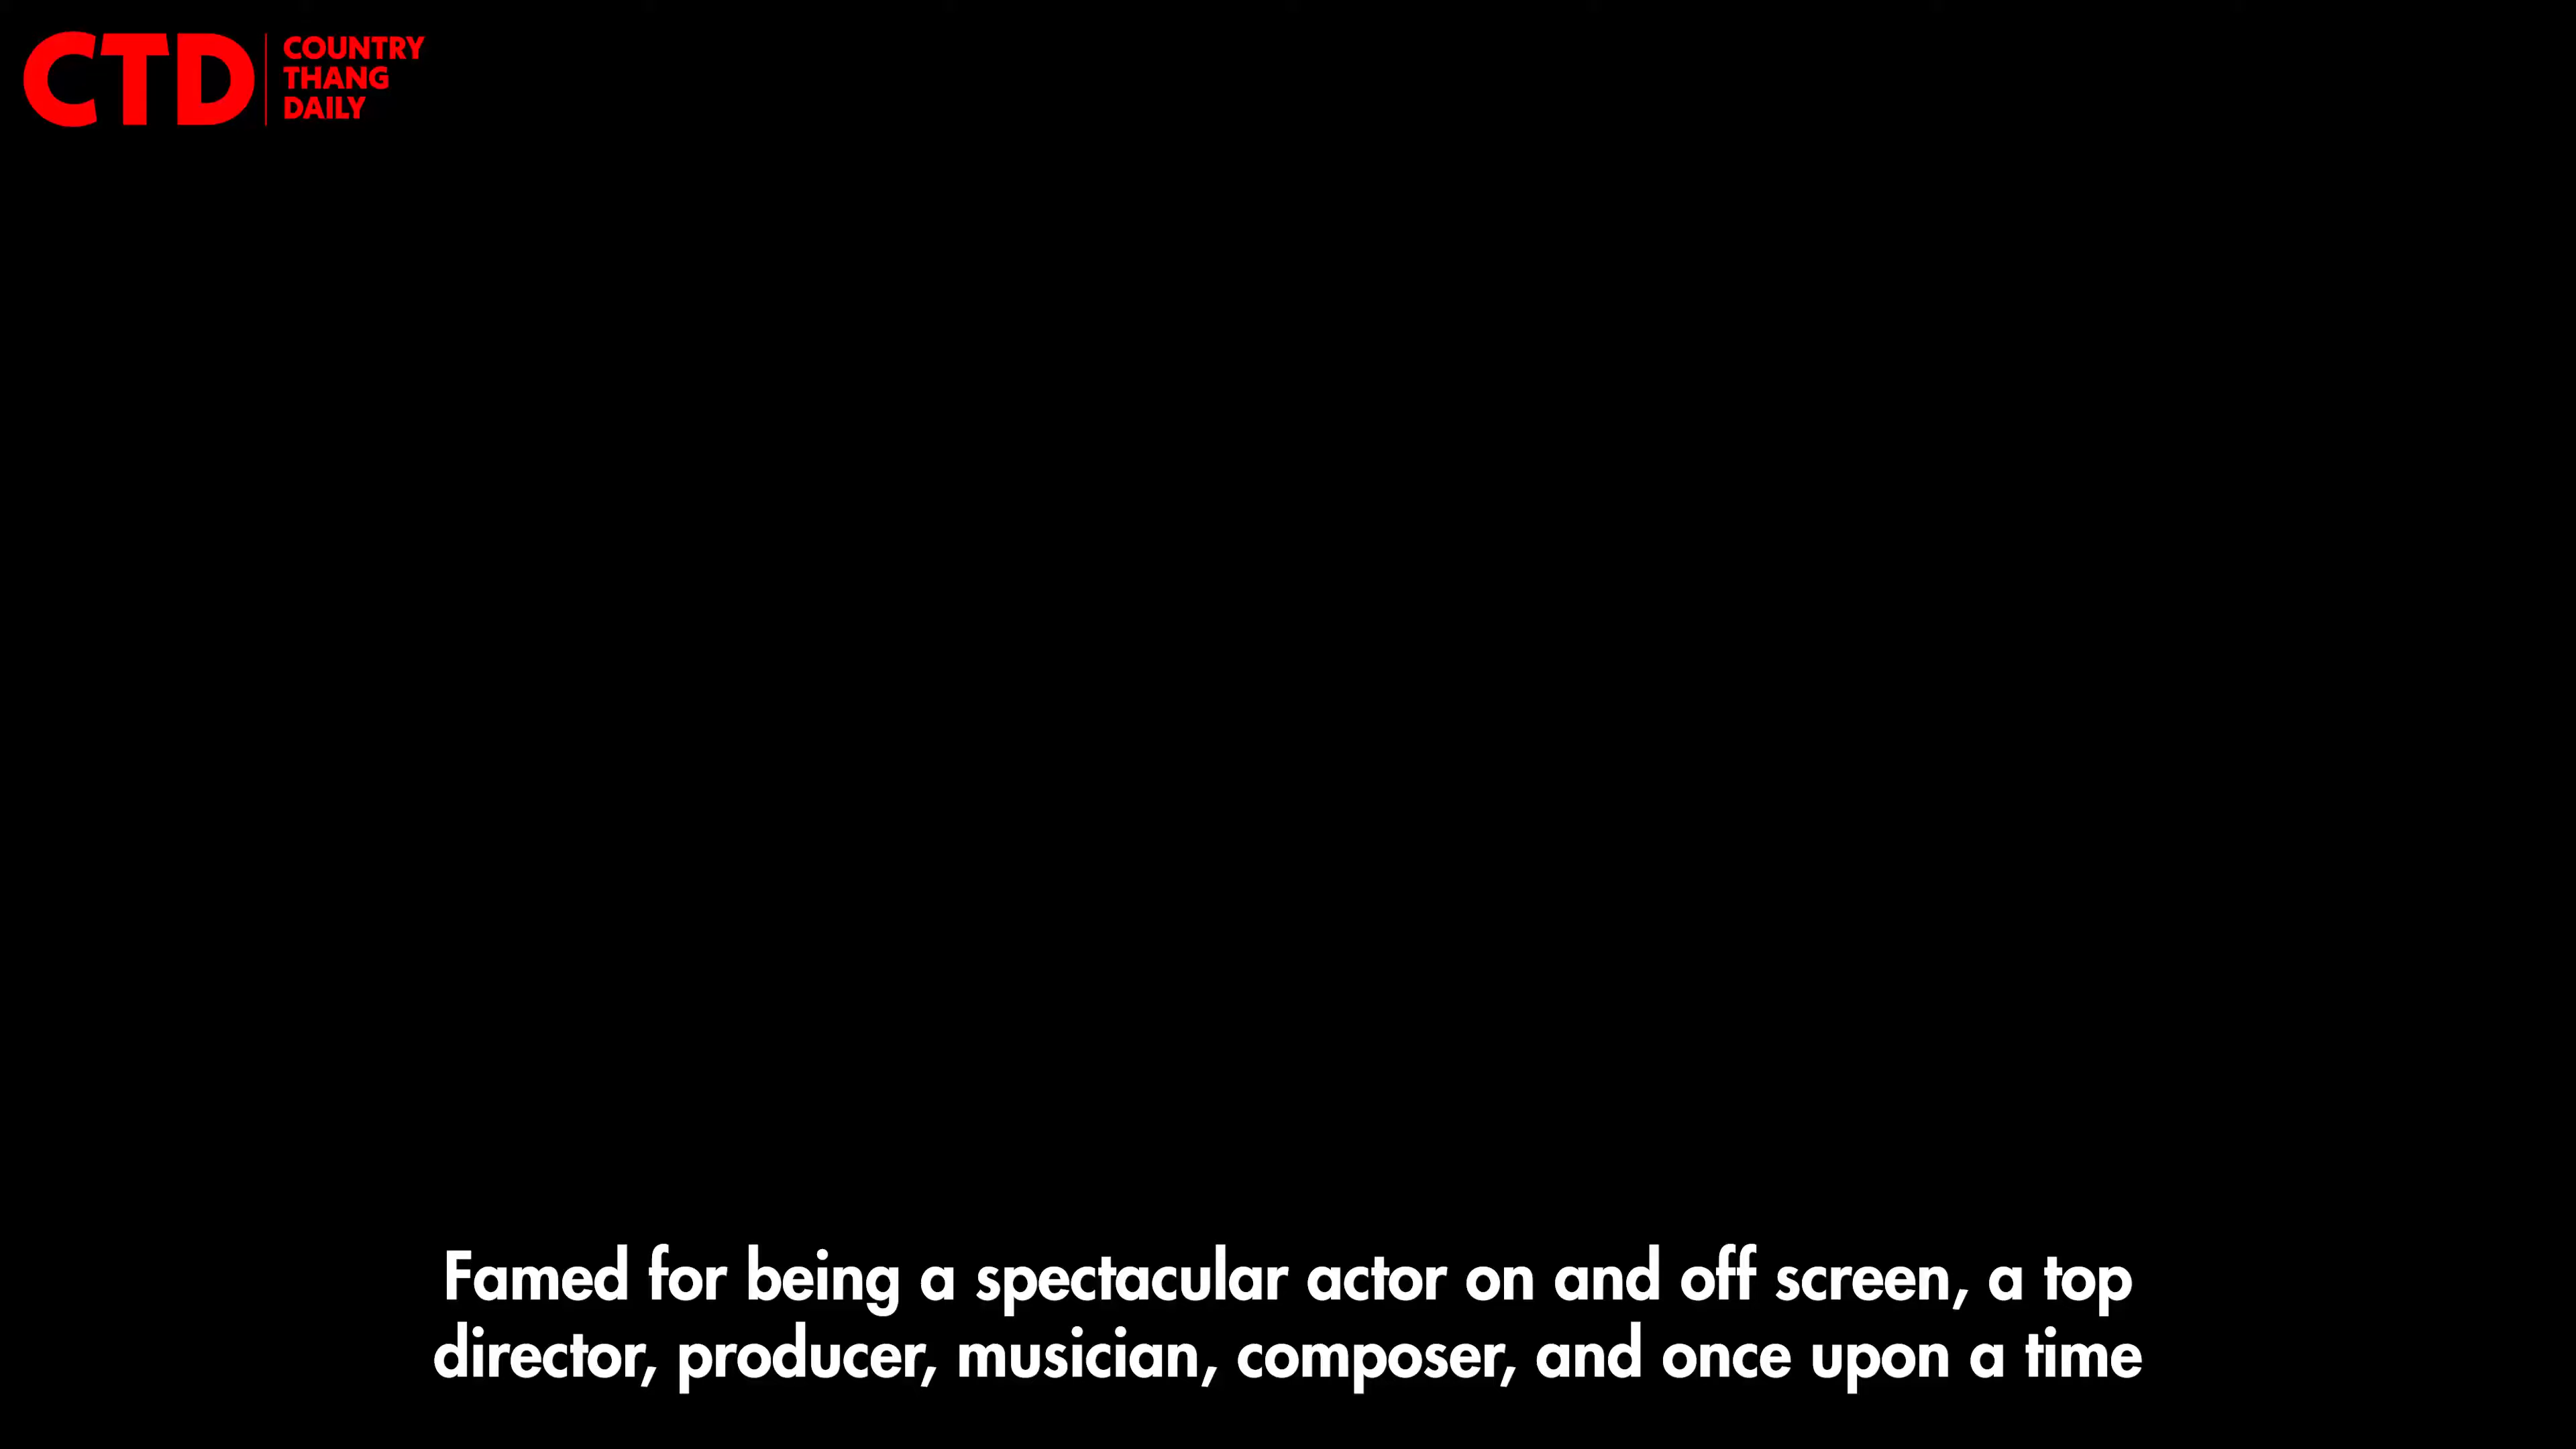 CTD
COUNTRY
THANG
DAILY
Famed for being a spectacular actor on and off screen, a top
director, producer, musician, composer, and once upon a time